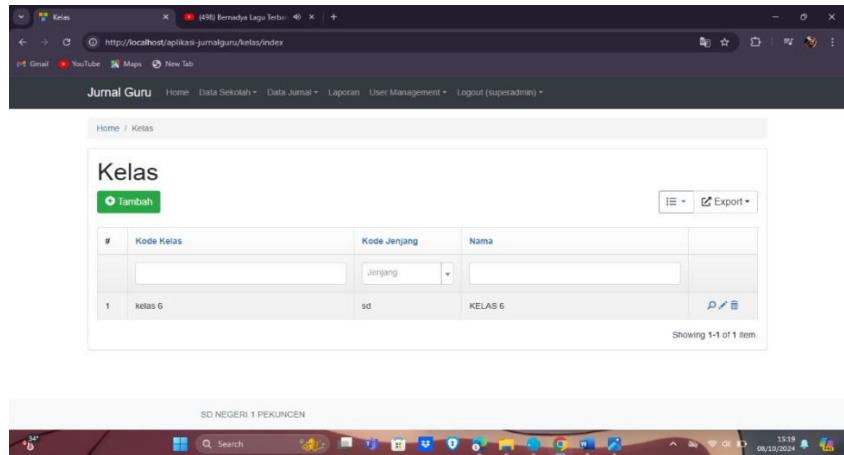 Kelas
(498) Bernadya Lagu Terba
http://localhost/aplikasi-jurnalguru/kelas/index
Gmail YouTube Maps New Tab
Jurnal Guru Home Data Sekolah Data Jurnal Laporan User Management Logout (superadmin)
Home / Kelas
Kelas
Tambah
Export
# Kode Kelas Kode Jenjang Nama
Jenjang
1 kelas 6 sd KELAS 6
Showing 1-1 of 1 item.
SD NEGERI 1 PEKUNCEN
34°
Search
15:19
08/10/2024